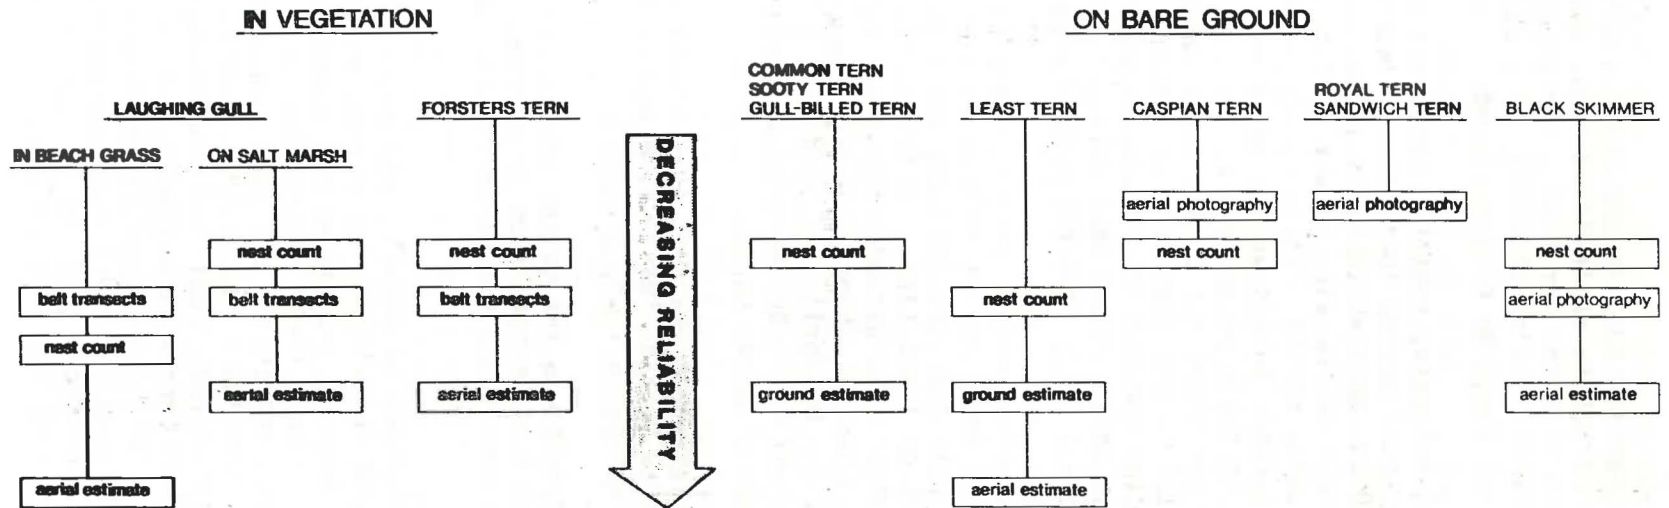 IN VEGETATION
ON BARE GROUND
LAUGHING GULL
IN BEACH GRASS
belt transects
nest count
aerial estimate
ON SALT MARSH
nest count
belt transects
aerial estimate
FORSTERS TERN
nest count
belt transects
aerial estimate
DECREASING RELIABILITY
COMMON TERN
SOOTY TERN
GULL-BILLED TERN
nest count
ground estimate
LEAST TERN
nest count
ground estimate
aerial estimate
CASPIAN TERN
aerial photography
nest count
ROYAL TERN
SANDWICH TERN
aerial photography
BLACK SKIMMER
nest count
aerial photography
aerial estimate